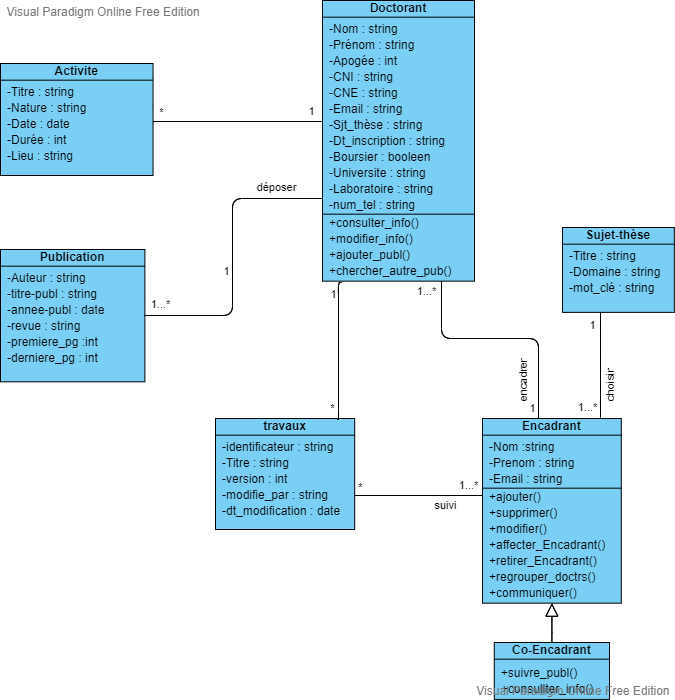 Visual Paradigm Online Free Edition
Doctorant
-Nom : string
-Prénom : string
-Apogée : int
-CNI : string
-CNE : string
-Email : string
-Sjt_thèse : string
-Dt_inscription : string
-Boursier : booleen
-Universite : string
-Laboratoire : string
-num_tel : string
+consulter_info()
+modifier_info()
+ajouter_publ()
+chercher_autre_pub()
Activite
-Titre : string
-Nature : string
-Date : date
-Durée : int
-Lieu : string
*
1
déposer
1
1...*
Publication
-Auteur : string
-titre-publ : string
-annee-publ : date
-revue : string
-premiere_pg :int
-derniere_pg : int
Sujet-thèse
-Titre : string
-Domaine : string
-mot_clé : string
1
choisir
1...*
1
*
1...*
encadrer
1
travaux
-identificateur : string
-Titre : string
-version : int
-modifie_par : string
-dt_modification : date
*
1...*
suivi
Encadrant
-Nom :string
-Prenom : string
-Email : string
+ajouter()
+supprimer()
+modifier()
+affecter_Encadrant()
+retirer_Encadrant()
+regrouper_doctrs()
+communiquer()
Co-Encadrant
+suivre_publ()
+consullter_info()
Visual Paradigm Online Free Edition